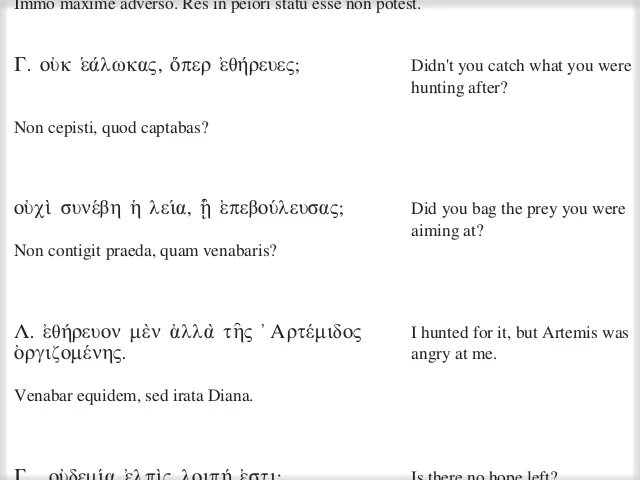 Immo maxime adverso. Res in peiori statu esse non potest.
Γ. οὐκ ἑάλωκας, ὅπερ ἐθήρευες;
Didn't you catch what you were
hunting after?
Non cepisti, quod captabas?
οὐχὶ συνέβη ἡ λεία, ᾗ ἐπεβούλευσας;
Did you bag the prey you were
aiming at?
Non contigit praeda, quam venabaris?
Λ. ἐθήρευον μὲν ἀλλὰ τῆς ᾿Αρτέμιδος
ὀργιζομένης.
I hunted for it, but Artemis was
angry at me.
Venabar equidem, sed irata Diana.
Γ. οὐδεμία ἐλπὶς λοιπή ἐστι;
Is there no hope left?